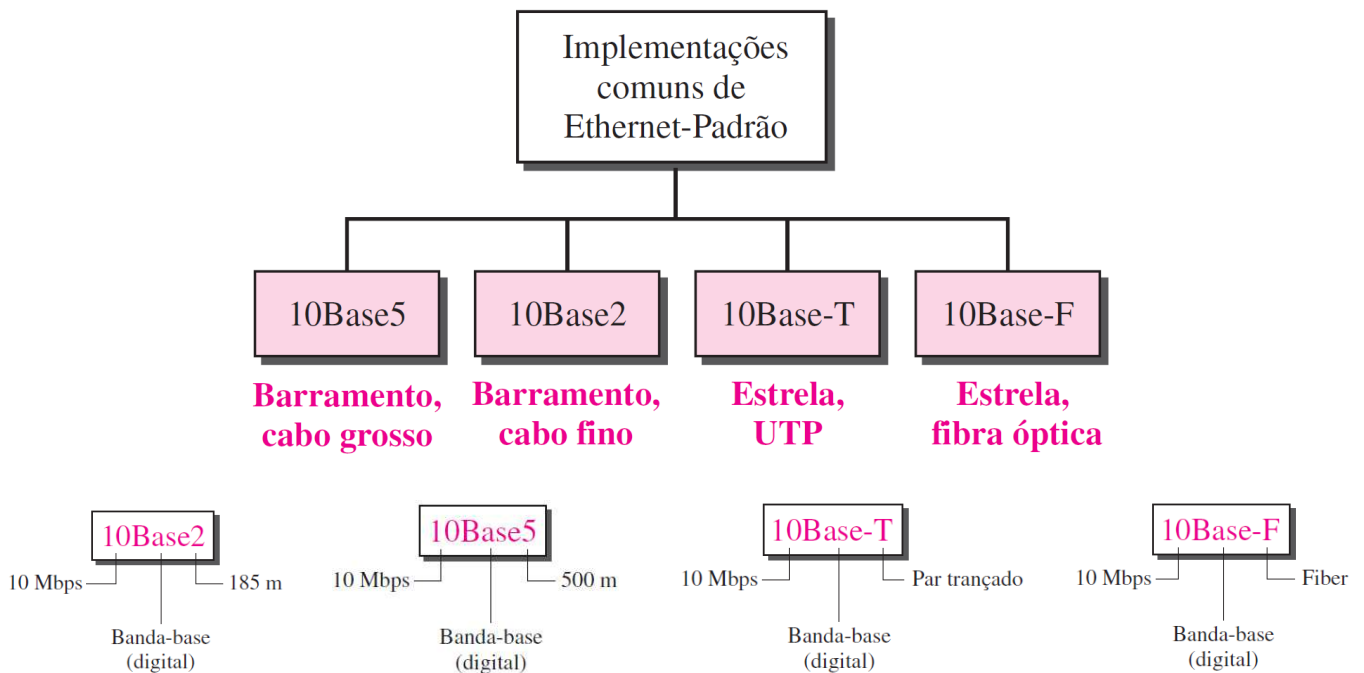 Implementações
comuns de
Ethernet-Padrão
10Base5
10Base2
10Base-T
10Base-F
Barramento,
cabo grosso
Barramento,
cabo fino
Estrela,
UTP
Estrela,
fibra óptica
10Base2
10 Mbps
185 m
Banda-base
(digital)
10Base5
10 Mbps
500 m
Banda-base
(digital)
10Base-T
10 Mbps
Par trançado
Banda-base
(digital)
10Base-F
10 Mbps
Fiber
Banda-base
(digital)